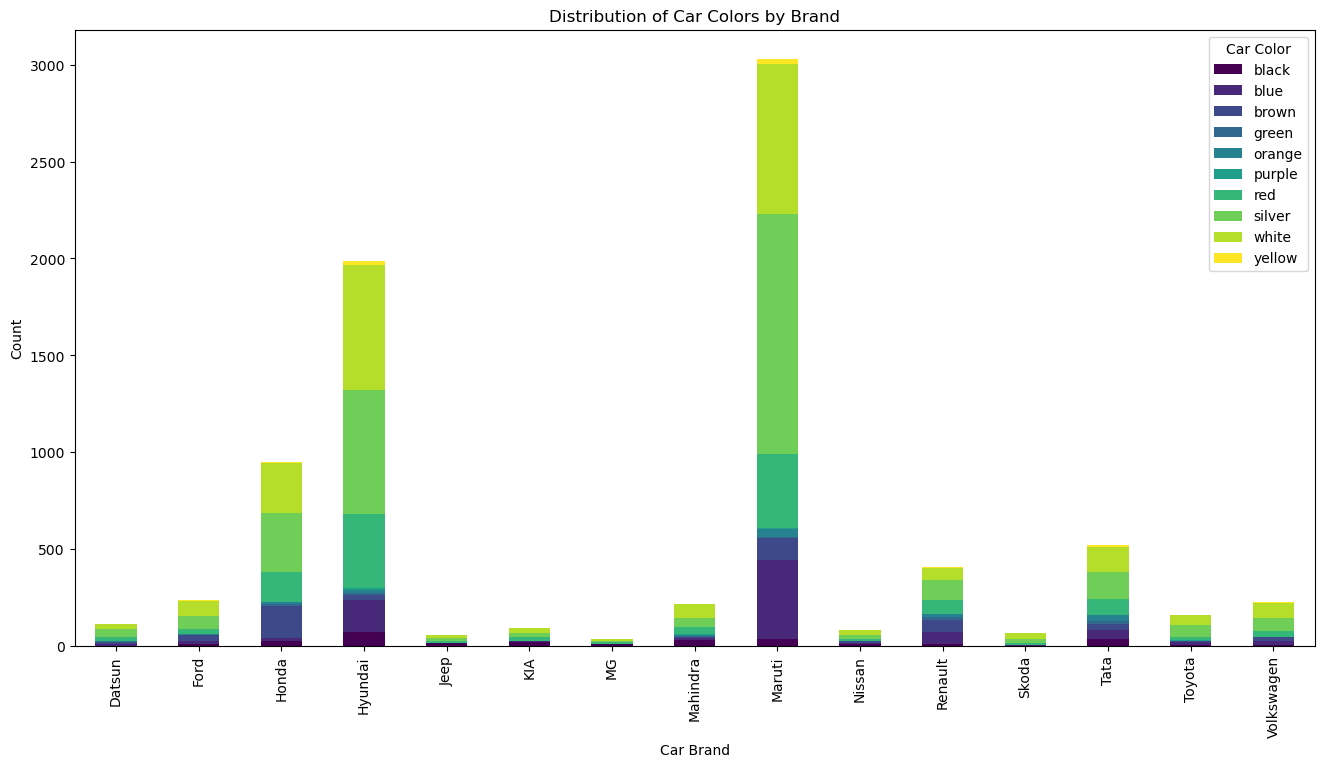 Distribution of Car Colors by Brand
Count
3000
2500
2000
1500
1000
500
0
Car Color
black
blue
brown
green
orange
purple
red
silver
white
yellow
Datsun
Ford
Honda
Hyundai
Jeep
KIA
MG
Mahindra
Maruti
Nissan
Renault
Skoda
Tata
Toyota
Volkswagen
Car Brand